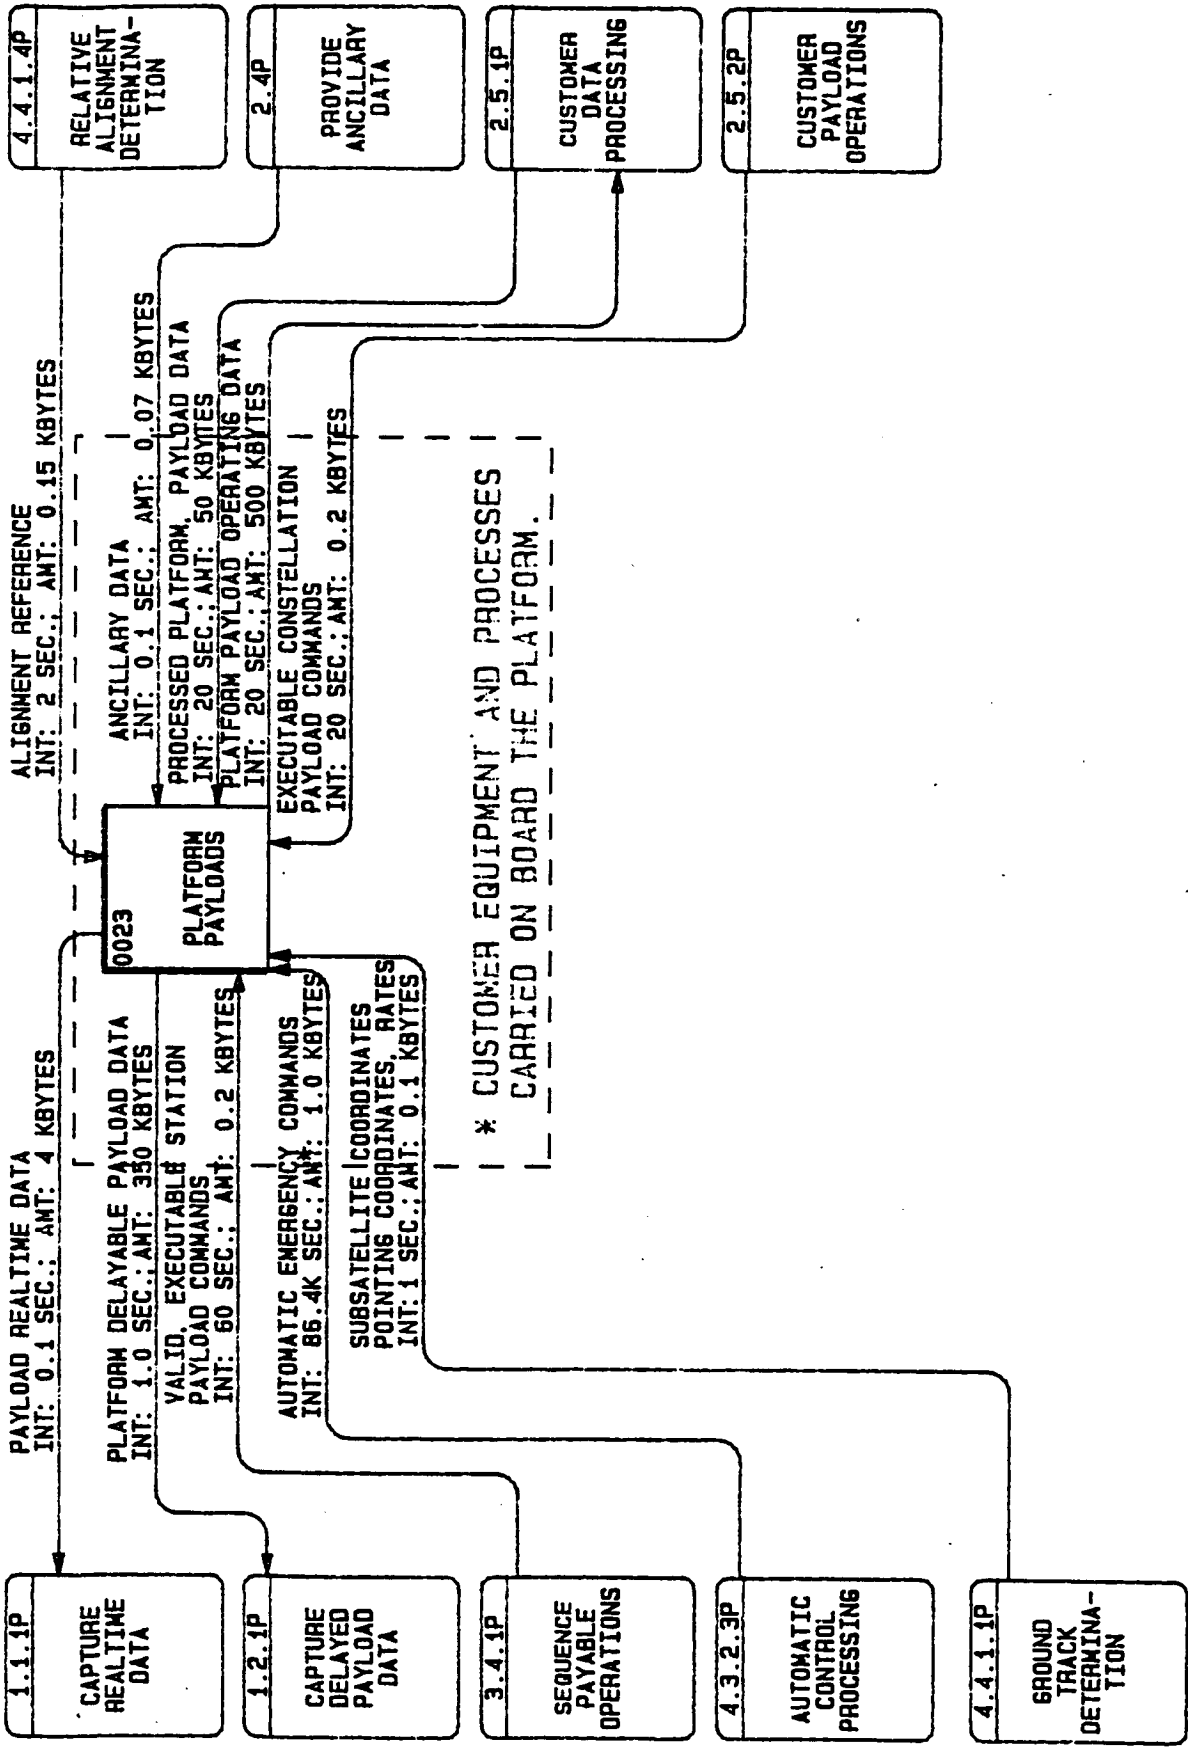 1.1.1P
CAPTURE
REALTIME
DATA
1.2.1P
CAPTURE
DELAYED
PAYLOAD
DATA
3.4.1P
SEQUENCE
PAYABLE
OPERATIONS
4.3.2.3P
AUTOMATIC
CONTROL
PROCESSING
4.4.1.1P
GROUND
TRACK
DETERMINA-
TION
PAYLOAD REALTIME DATA
INT: 0.1 SEC.; AMT: 4 KBYTES
PLATFORM DELAYABLE PAYLOAD DATA
INT: 1.0 SEC.;AMT: 350 KBYTES
VALID, EXECUTABLE STATION
PAYLOAD COMMANDS
INT: 60 SEC.; AMT: 0.2 KBYTES
AUTOMATIC EMERGENCY COMMANDS
INT: 86.4K SEC.;AMT: 1.0 KBYTES
*
SUBSATELLITE COORDINATES
POINTING COORDINATES, RATES
INT:1 SEC.;AMT: 0.1 KBYTES
0023
PLATFORM
PAYLOADS
* CUSTOMER EQUIPMENT AND PROCESSES
CARRIED ON BOARD THE PLATFORM.
ALIGNMENT REFERENCE
INT: 2 SEC.; AMT: 0.15 KBYTES
ANCILLARY DATA
INT: 0.1 SEC.; AMT: 0.07 KBYTES
PROCESSED PLATFORM, PAYLOAD DATA
INT: 20 SEC.;AMT: 50 KBYTES
PLATFORM PAYLOAD OPERATING DATA
INT: 20 SEC.;AMT: 500 KBYTES
EXECUTABLE CONSTELLATION
PAYLOAD COMMANDS
INT: 20 SEC.;AMT: 0.2 KBYTES
4.4.1.4P
RELATIVE
ALIGNMENT
DETERMINA-
TION
2.4P
PROVIDE
ANCILLARY
DATA
2.5.1P
CUSTOMER
DATA
PROCESSING
2.5.2P
CUSTOMER
PAYLOAD
OPERATIONS